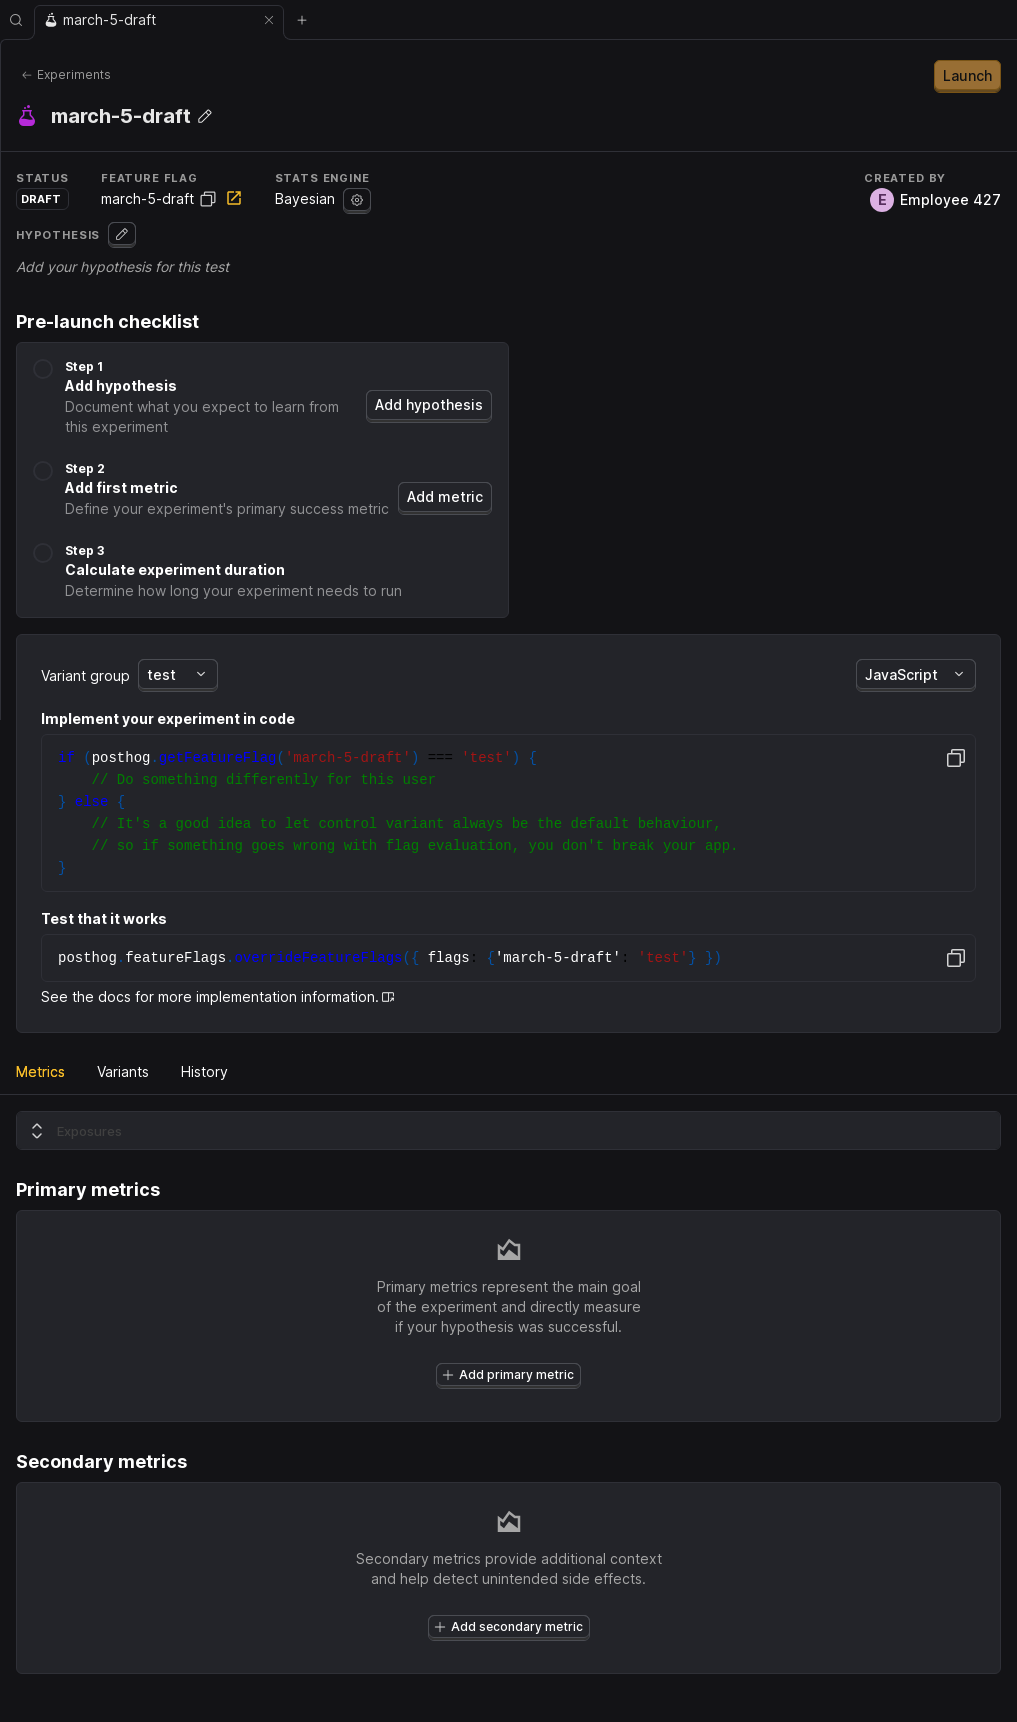 march-5-draft
Experiments
Launch
march-5-draft
STATUS
FEATURE FLAG
STATS ENGINE
CREATED BY
DRAFT
march-5-draft
Bayesian
E
Employee 427
HYPOTHESIS
Add your hypothesis for this test
Pre-launch checklist
Step 1
Add hypothesis
Document what you expect to learn from
this experiment
Add hypothesis
Step 2
Add first metric
Define your experiment's primary success metric
Add metric
Step 3
Calculate experiment duration
Determine how long your experiment needs to run
Variant group
test
JavaScript
Implement your experiment in code
if (posthog.getFeatureFlag('march-5-draft') === 'test') {
// Do something differently for this user
} else {
// It's a good idea to let control variant always be the default behaviour,
// so if something goes wrong with flag evaluation, you don't break your app.
}
Test that it works
posthog.featureFlags.overrideFeatureFlags({ flags: {'march-5-draft': 'test'} })
See the docs for more implementation information.
Metrics
Variants
History
Exposures
Primary metrics
Primary metrics represent the main goal
of the experiment and directly measure
if your hypothesis was successful.
Add primary metric
Secondary metrics
Secondary metrics provide additional context
and help detect unintended side effects.
Add secondary metric